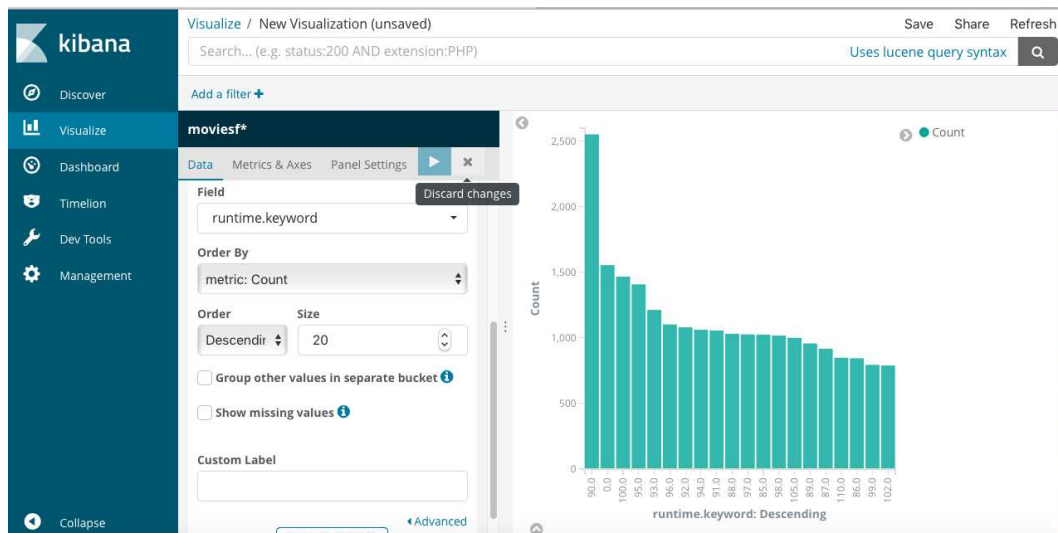 kibana
Discover
Visualize
Dashboard
Timelion
Dev Tools
Management
Collapse
Visualize / New Visualization (unsaved)
Save Share Refresh
Search... (e.g. status:200 AND extension:PHP)
Uses lucene query syntax
Add a filter
moviesf*
Data Metrics & Axes Panel Settings
Discard changes
Field
runtime.keyword
Order By
metric: Count
Order Size
Descendir 20
Group other values in separate bucket
Show missing values
Custom Label
Advanced
Count
2,500
2,000
1,500
1,000
500
0
Count
90.0 0.0 100.0 95.0 93.0 96.0 92.0 94.0 91.0 88.0 97.0 85.0 98.0 105.0 89.0 87.0 110.0 86.0 99.0 102.0
runtime.keyword: Descending